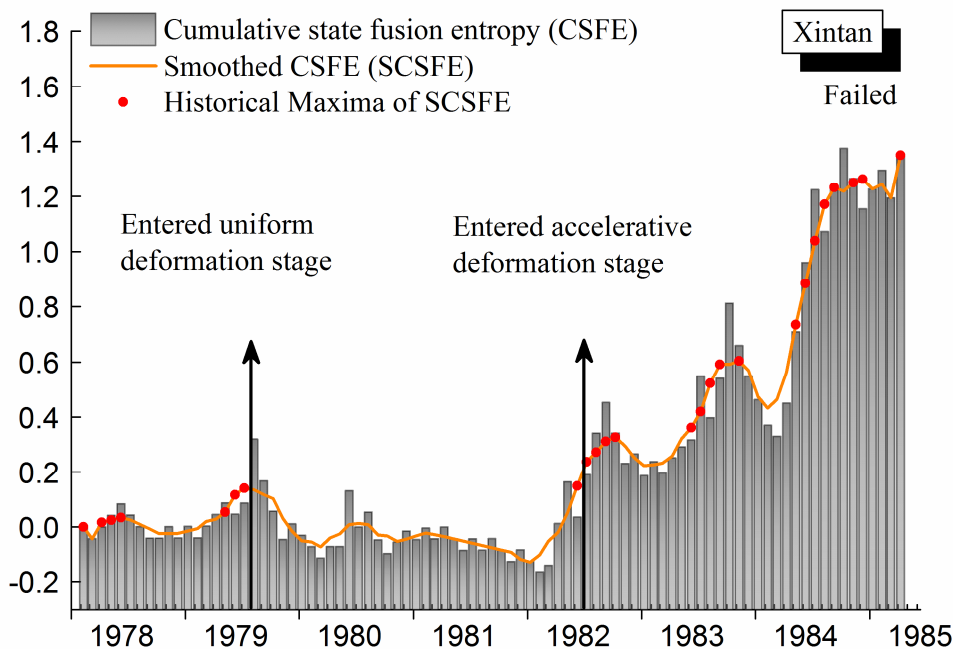 Cumulative state fusion entropy (CSFE)
Smoothed CSFE (SCSFE)
Historical Maxima of SCSFE
Xintan
Failed
Entered uniform
deformation stage
Entered accelerative
deformation stage
1.8
1.6
1.4
1.2
1.0
0.8
0.6
0.4
0.2
0.0
-0.2
1978 1979 1980 1981 1982 1983 1984 1985